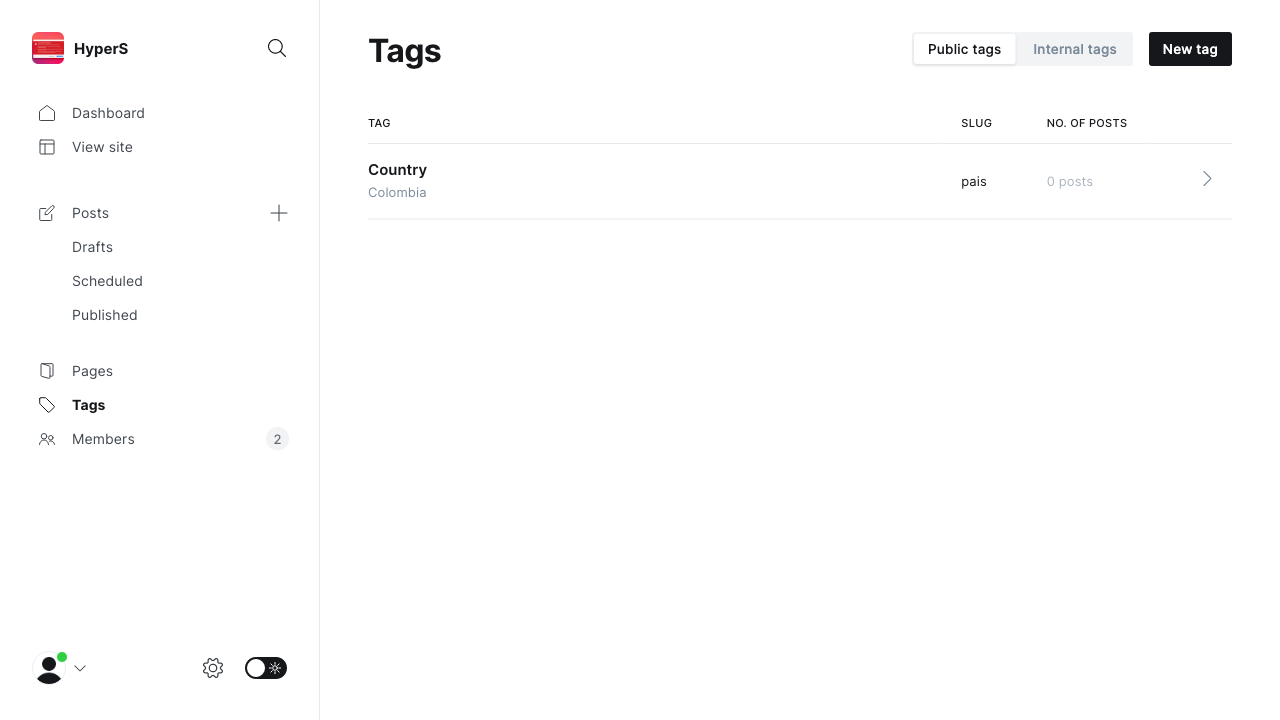 HyperS
Dashboard
View site
Posts
Drafts
Scheduled
Published
Pages
Tags
Members
2
Tags
Public tags
Internal tags
New tag
TAG
SLUG
NO. OF POSTS
Country
Colombia
pais
0 posts